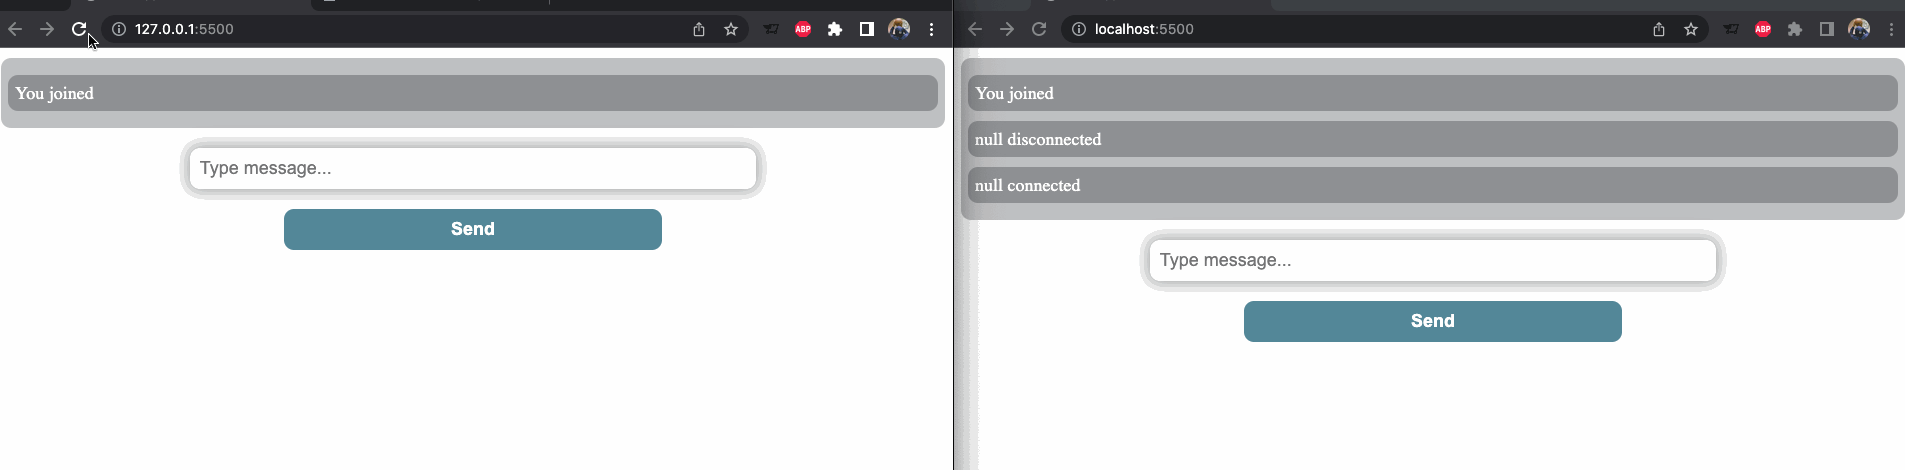 127.0.0.1:5500
ABP
You joined
Type message...
Send
localhost:5500
ABP
You joined
null disconnected
null connected
Type message...
Send